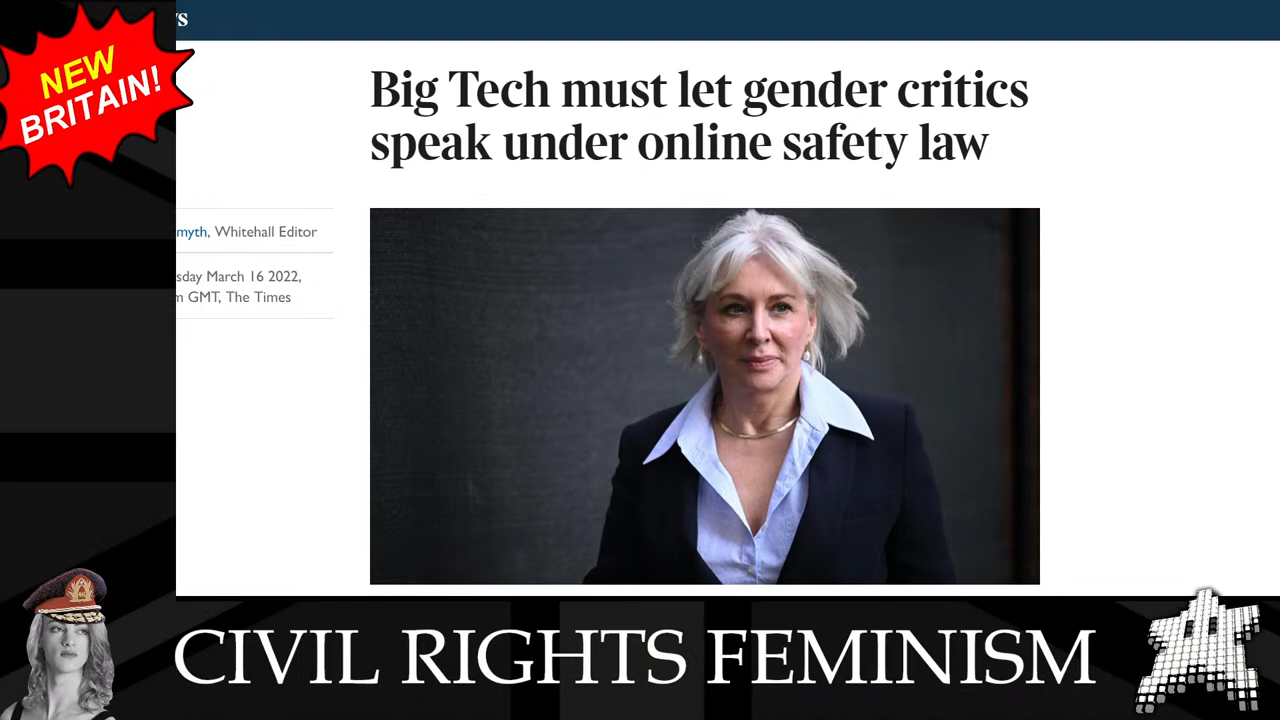 NEW
BRITAIN!
Big Tech must let gender critics
speak under online safety law
myth, Whitehall Editor
sday March 16 2022,
m GMT, The Times
CIVIL RIGHTS FEMINISM